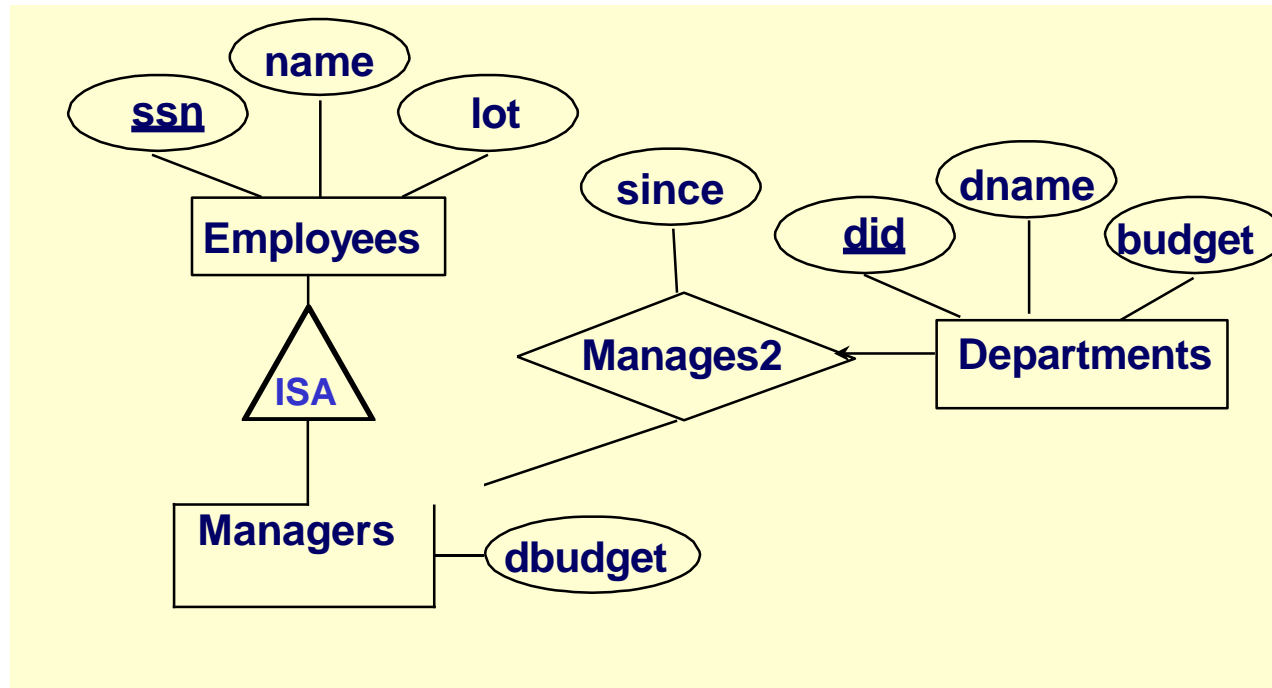 name
ssn
lot
since
dname
did
budget
Employees
Manages2
Departments
ISA
Managers
dbudget